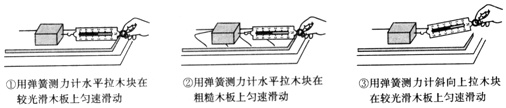 ①用弹簧测力计水平拉木块在
较光滑木板上匀速滑动
②用弹簧测力计水平拉木块在
粗糙木板上匀速滑动
③用弹簧测力计斜向上拉木块
在较光滑木板上匀速滑动